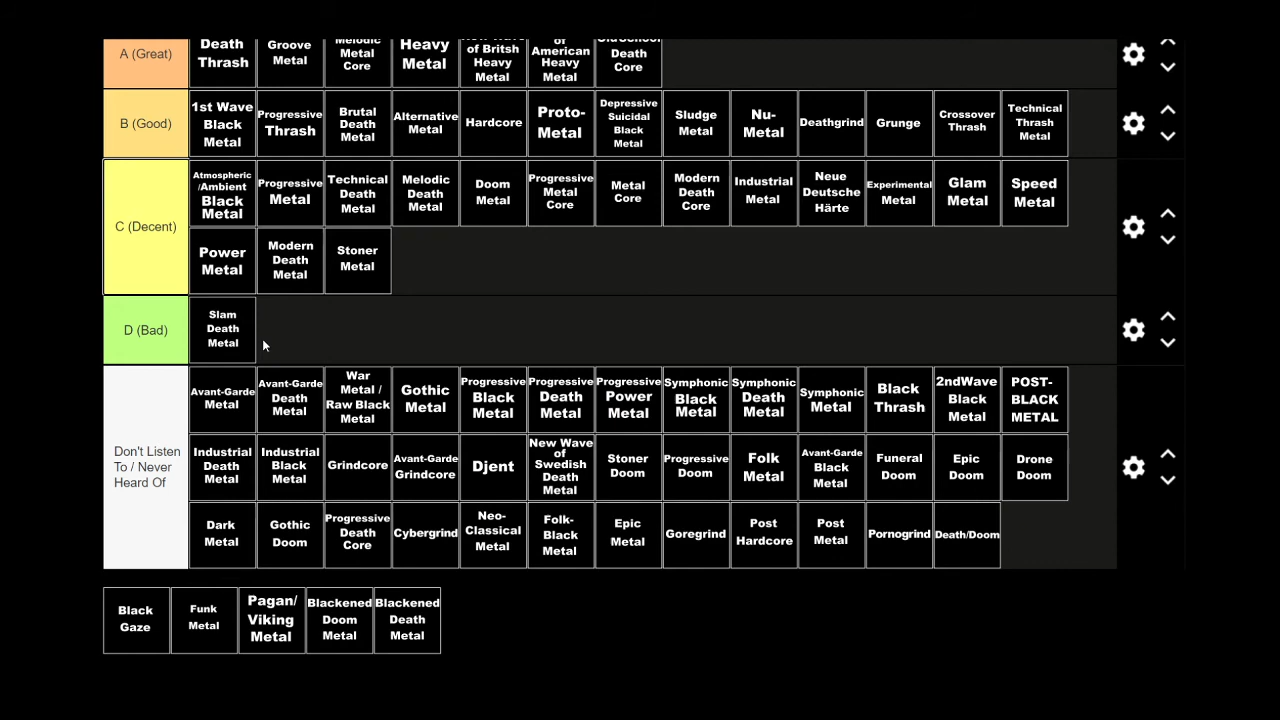 A (Great)
Death
Thrash
Groove
Metal
Melodic
Metal
Core
Heavy
Metal
of Britsh
Heavy
Metal
of
American
Heavy
Metal
Death
Core
B (Good)
1st Wave
Black
Metal
Progressive
Thrash
Brutal
Death
Metal
Alternative
Metal
Hardcore
Proto-
Metal
Depressive
Suicidal
Black
Metal
Sludge
Metal
Nu-
Metal
Deathgrind
Grunge
Crossover
Thrash
Technical
Thrash
Metal
C (Decent)
Atmospheric
/Ambient
Black
Metal
Progressive
Metal
Technical
Death
Metal
Melodic
Death
Metal
Doom
Metal
Progressive
Metal
Core
Metal
Core
Modern
Death
Core
Industrial
Metal
Neue
Deutsche
Härte
Experimental
Metal
Glam
Metal
Speed
Metal
Power
Metal
Modern
Death
Metal
Stoner
Metal
D (Bad)
Slam
Death
Metal
Don't Listen
To / Never
Heard Of
Avant-Garde
Metal
Avant-Garde
Death
Metal
War
Metal /
Raw Black
Metal
Gothic
Metal
Progressive
Black
Metal
Progressive
Death
Metal
Progressive
Power
Metal
Symphonic
Black
Metal
Symphonic
Death
Metal
Symphonic
Metal
Black
Thrash
2ndWave
Black
Metal
POST-
BLACK
METAL
Industrial
Death
Metal
Industrial
Black
Metal
Grindcore
Avant-Garde
Grindcore
Djent
New Wave
of
Swedish
Death
Metal
Stoner
Doom
Progressive
Doom
Folk
Metal
Avant-Garde
Black
Metal
Funeral
Doom
Epic
Doom
Drone
Doom
Dark
Metal
Gothic
Doom
Progressive
Death
Core
Cybergrind
Neo-
Classical
Metal
Folk-
Black
Metal
Epic
Metal
Goregrind
Post
Hardcore
Post
Metal
Pornogrind
Death/Doom
Black
Gaze
Funk
Metal
Pagan/
Viking
Metal
Blackened
Doom
Metal
Blackened
Death
Metal